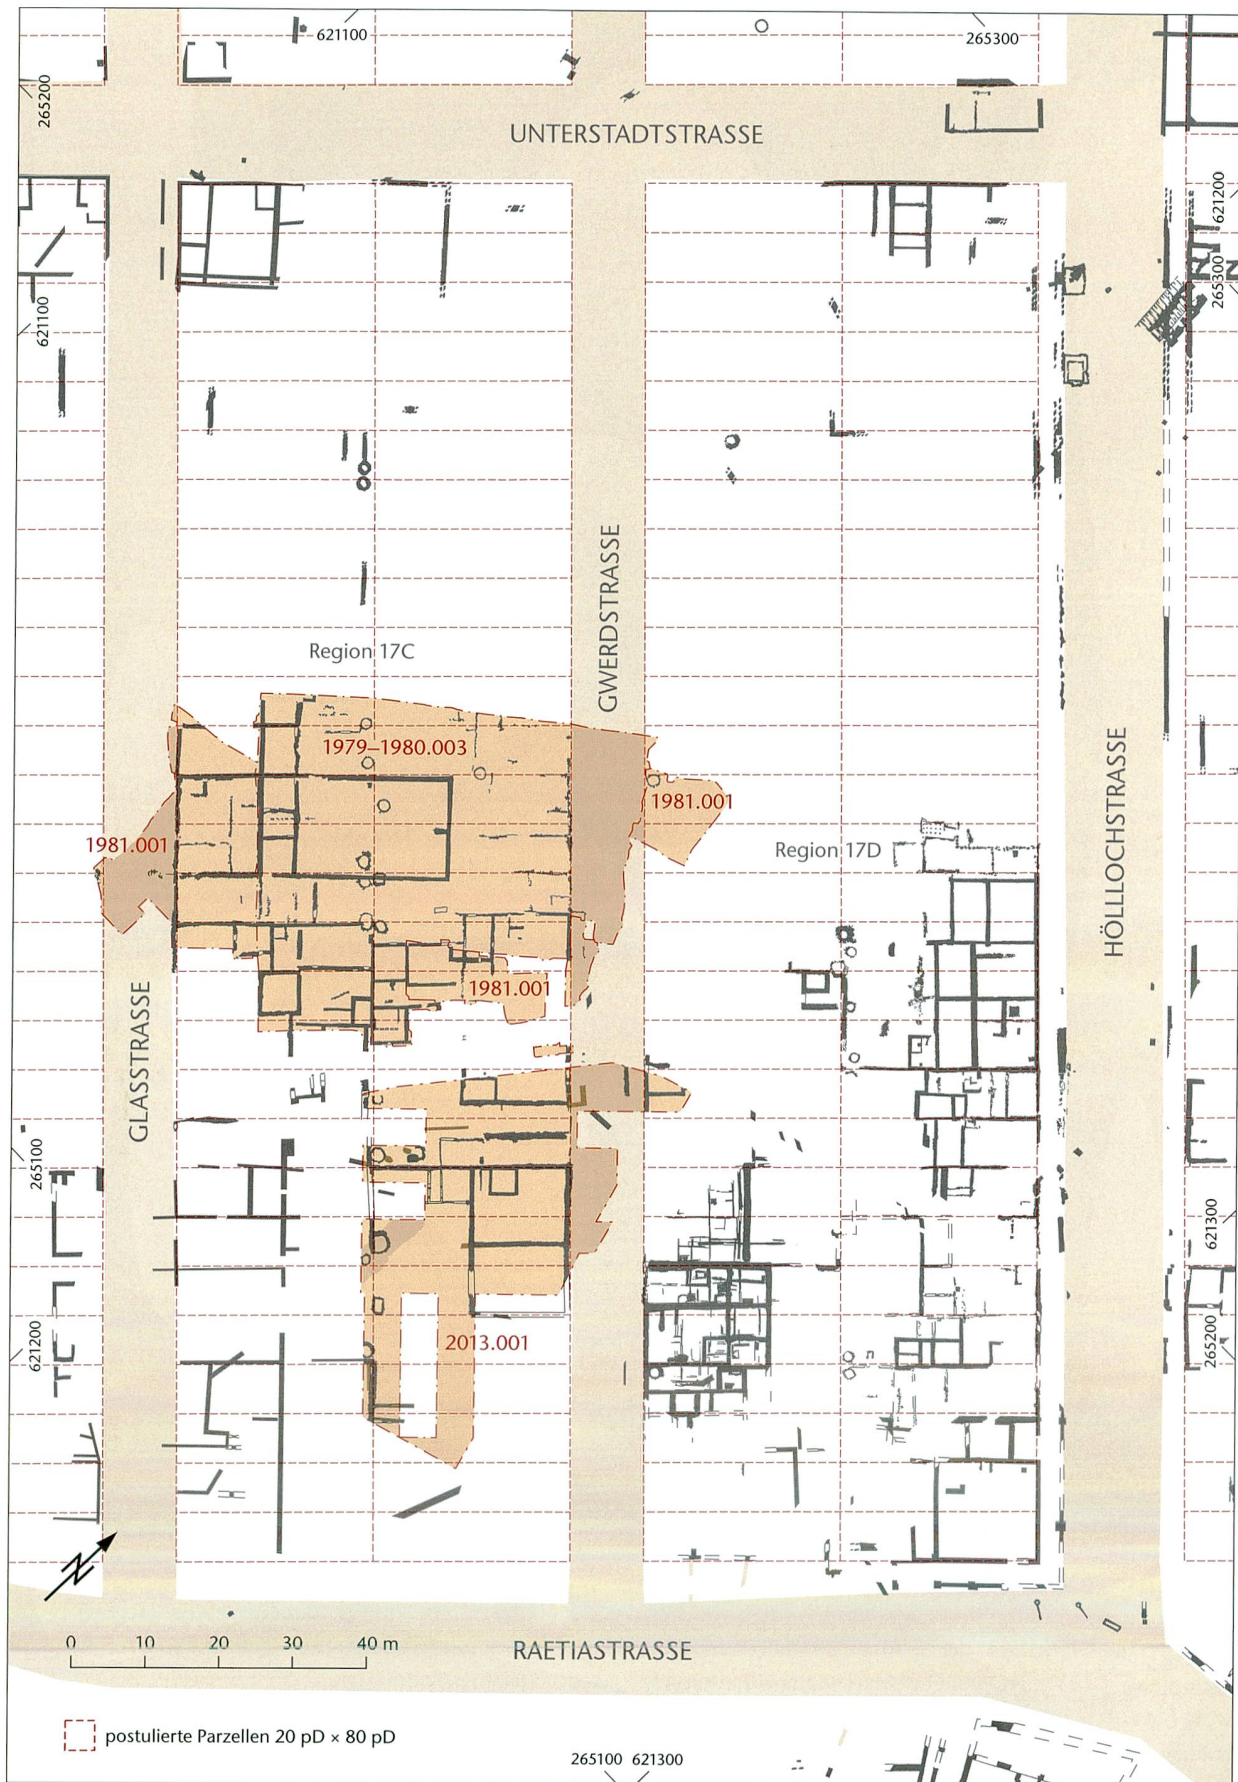 621100
265300
265200
UNTERSTADTSTRASSE
621200
265300
621100
GWERDSTRASSE
Region 17C
1979–1980.003
1981.001
1981.001
Region 17D
HÖLLLOCHSTRASSE
1981.001
GLASSTRASSE
265100
621300
2013.001
621200
265200
N
0 10 20 30 40 m
RAETIASTRASSE
postulierte Parzellen 20 pD × 80 pD
265100 621300